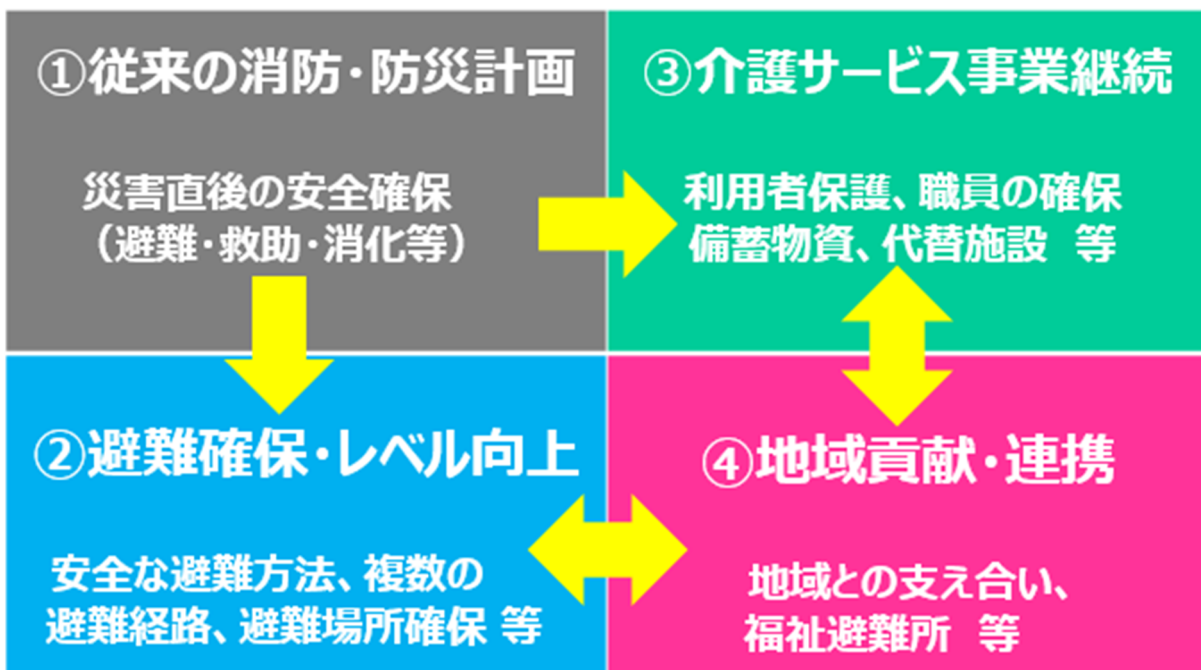 ①従来の消防・防災計画
災害直後の安全確保
（避難・救助・消化等）
③介護サービス事業継続
利用者保護、職員の確保
備蓄物資、代替施設 等
②避難確保・レベル向上
安全な避難方法、複数の
避難経路、避難場所確保 等
④地域貢献・連携
地域との支え合い、
福祉避難所 等